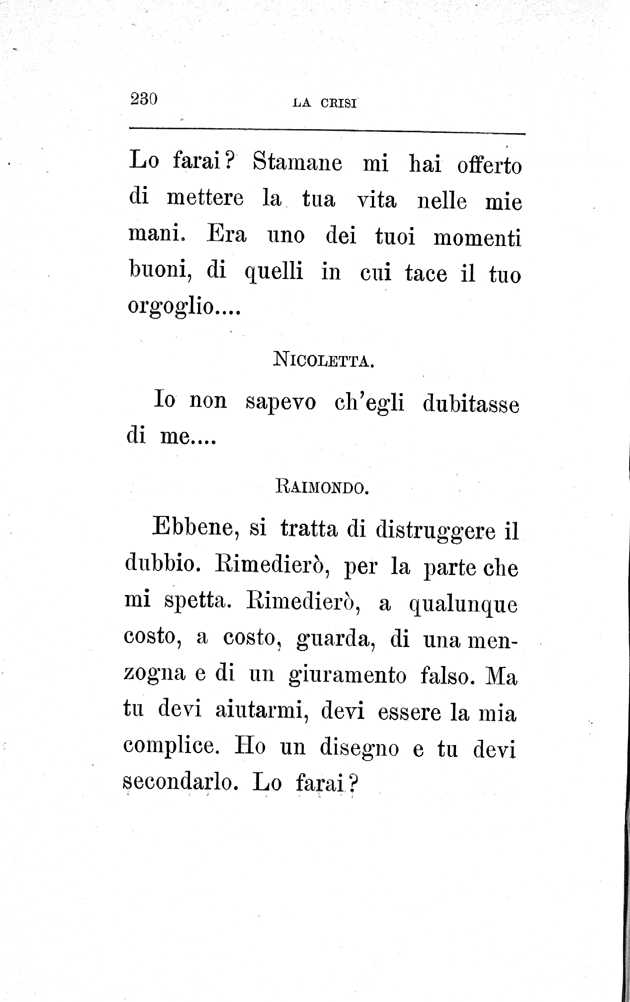 230 LA CRISI
Lo farai? Stamane mi hai offerto
di mettere la tua vita nelle mie
mani. Era uno dei tuoi momenti
buoni, di quelli in cui tace il tuo
orgoglio....
NICOLETTA.
Io non sapevo ch'egli dubitasse
di me....
RAIMONDO.
Ebbene, si tratta di distruggere il
dubbio. Rimedierò, per la parte che
mi spetta. Rimedierò, a qualunque
costo, a costo, guarda, di una men-
zogna e di un giuramento falso. Ma
tu devi aiutarmi, devi essere la mia
complice. Ho un disegno e tu devi
secondarlo. Lo farai?